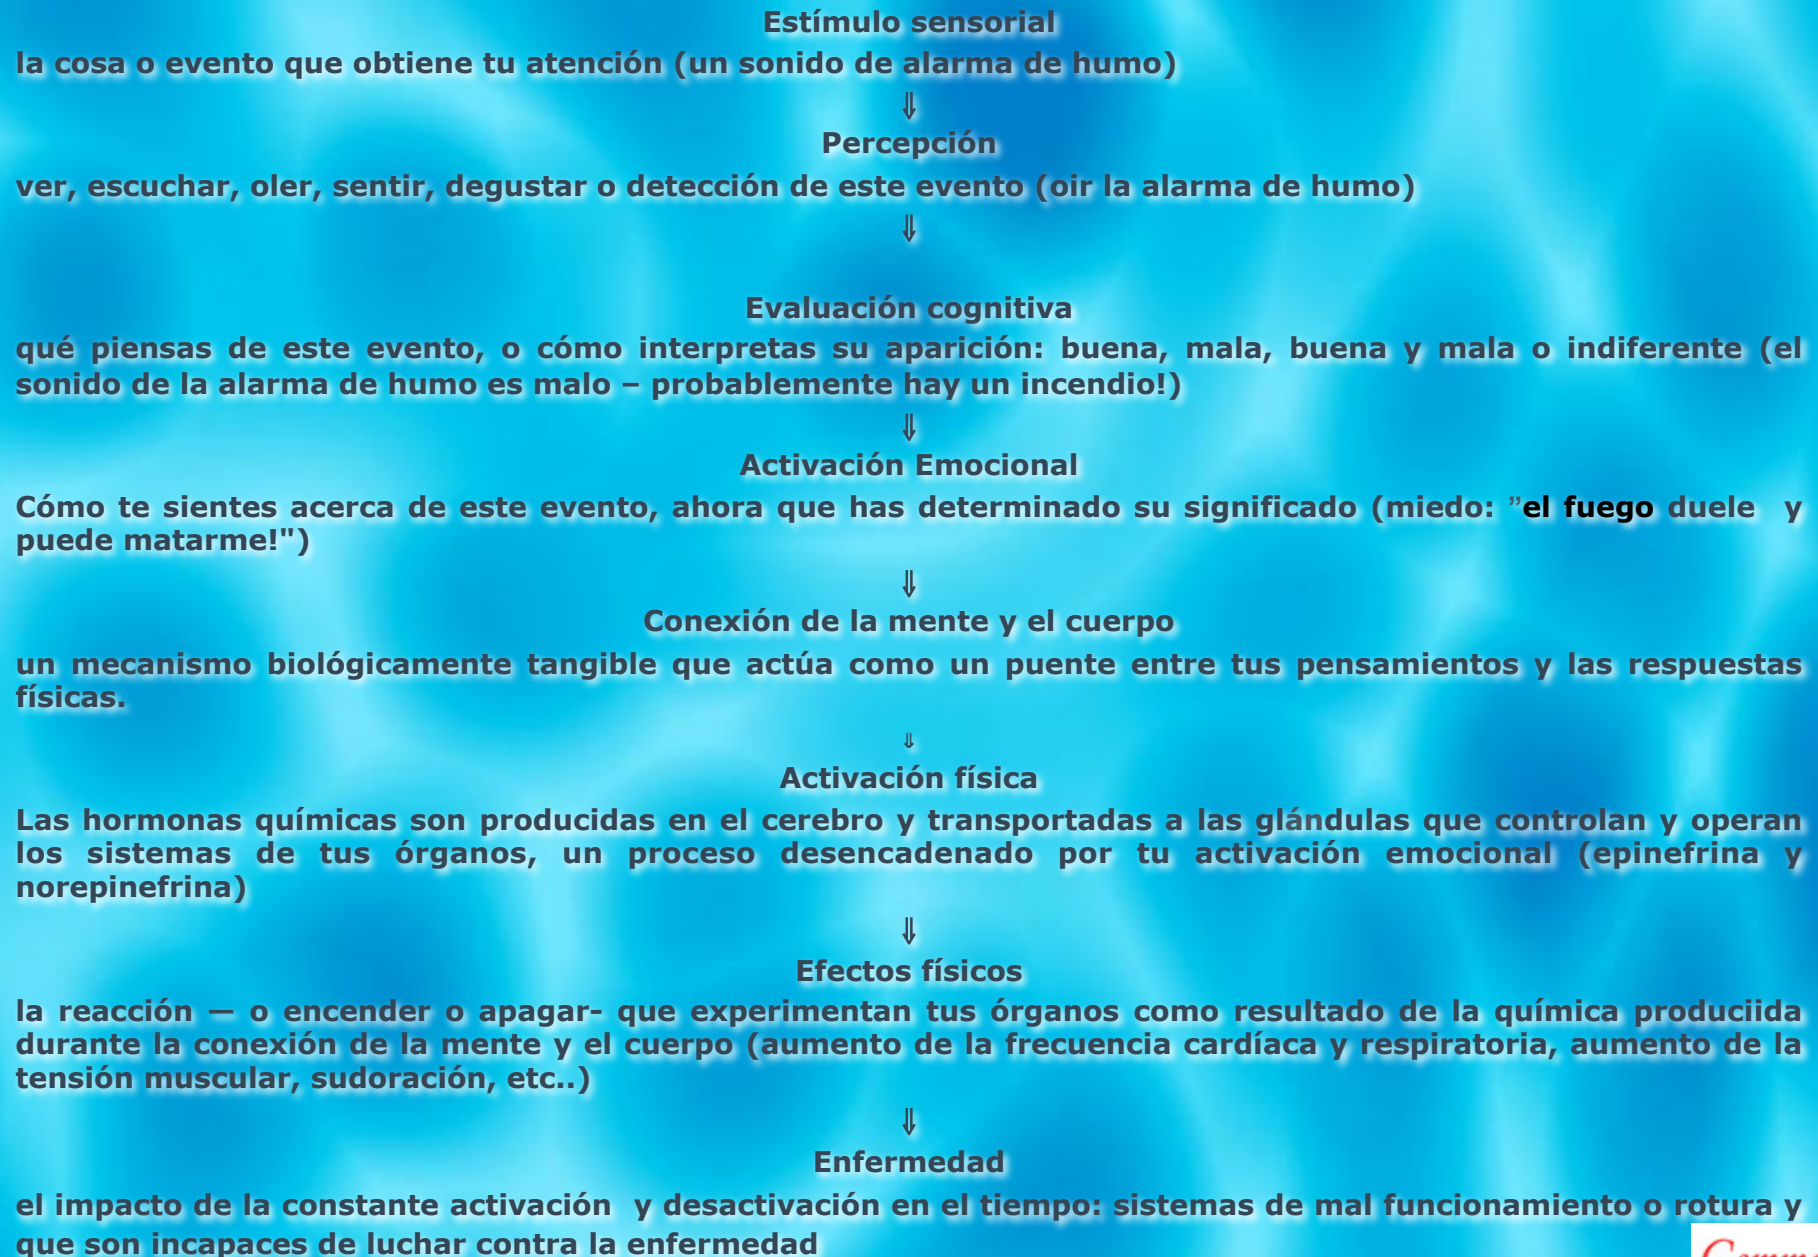 Estímulo sensorial
la cosa o evento que obtiene tu atención (un sonido de alarma de humo)
⇓
Percepción
ver, escuchar, oler, sentir, degustar o detección de este evento (oir la alarma de humo)
⇓
Evaluación cognitiva
qué piensas de este evento, o cómo interpretas su aparición: buena, mala, buena y mala o indiferente (el
sonido de la alarma de humo es malo – probablemente hay un incendio!)
⇓
Activación Emocional
Cómo te sientes acerca de este evento, ahora que has determinado su significado (miedo: ”el fuego duele y
puede matarme!")
⇓
Conexión de la mente y el cuerpo
un mecanismo biológicamente tangible que actúa como un puente entre tus pensamientos y las respuestas
físicas.
⇓
Activación física
Las hormonas químicas son producidas en el cerebro y transportadas a las glándulas que controlan y operan
los sistemas de tus órganos, un proceso desencadenado por tu activación emocional (epinefrina y
norepinefrina)
⇓
Efectos físicos
la reacción — o encender o apagar- que experimentan tus órganos como resultado de la química produciida
durante la conexión de la mente y el cuerpo (aumento de la frecuencia cardíaca y respiratoria, aumento de la
tensión muscular, sudoración, etc..)
⇓
Enfermedad
el impacto de la constante activación y desactivación en el tiempo: sistemas de mal funcionamiento o rotura y
que son incapaces de luchar contra la enfermedad